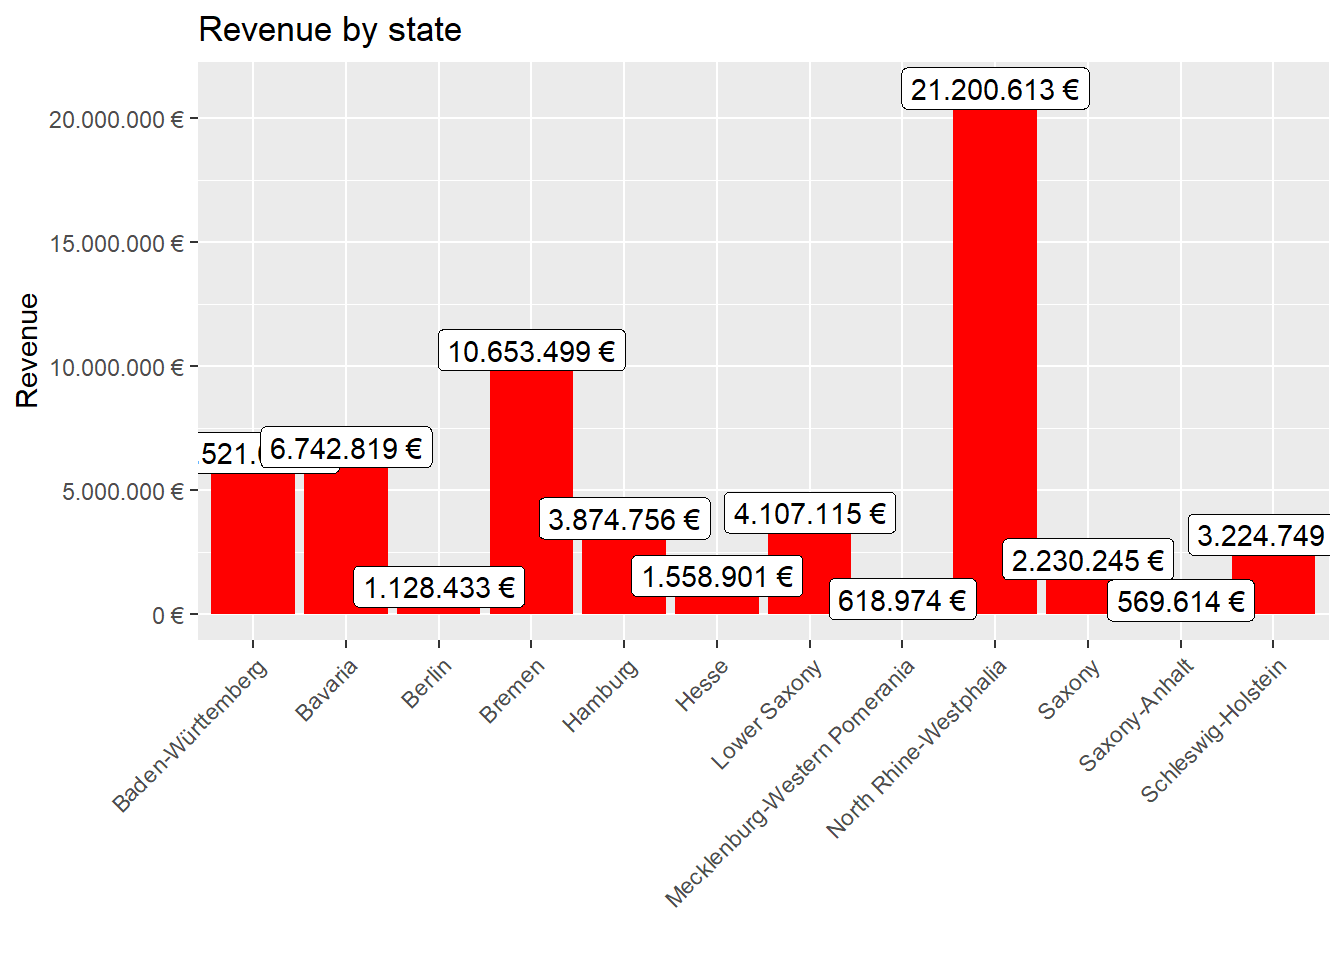 Revenue by state
Revenue
20.000.000 €
15.000.000 €
10.000.000 €
5.000.000 €
0 €
21.200.613 €
10.653.499 €
6.742.819 €
4.107.115 €
3.874.756 €
3.224.749
2.230.245 €
1.558.901 €
1.128.433 €
618.974 €
569.614 €
Baden-Württemberg
Bavaria
Berlin
Bremen
Hamburg
Hesse
Lower Saxony
Mecklenburg-Western Pomerania
North Rhine-Westphalia
Saxony
Saxony-Anhalt
Schleswig-Holstein